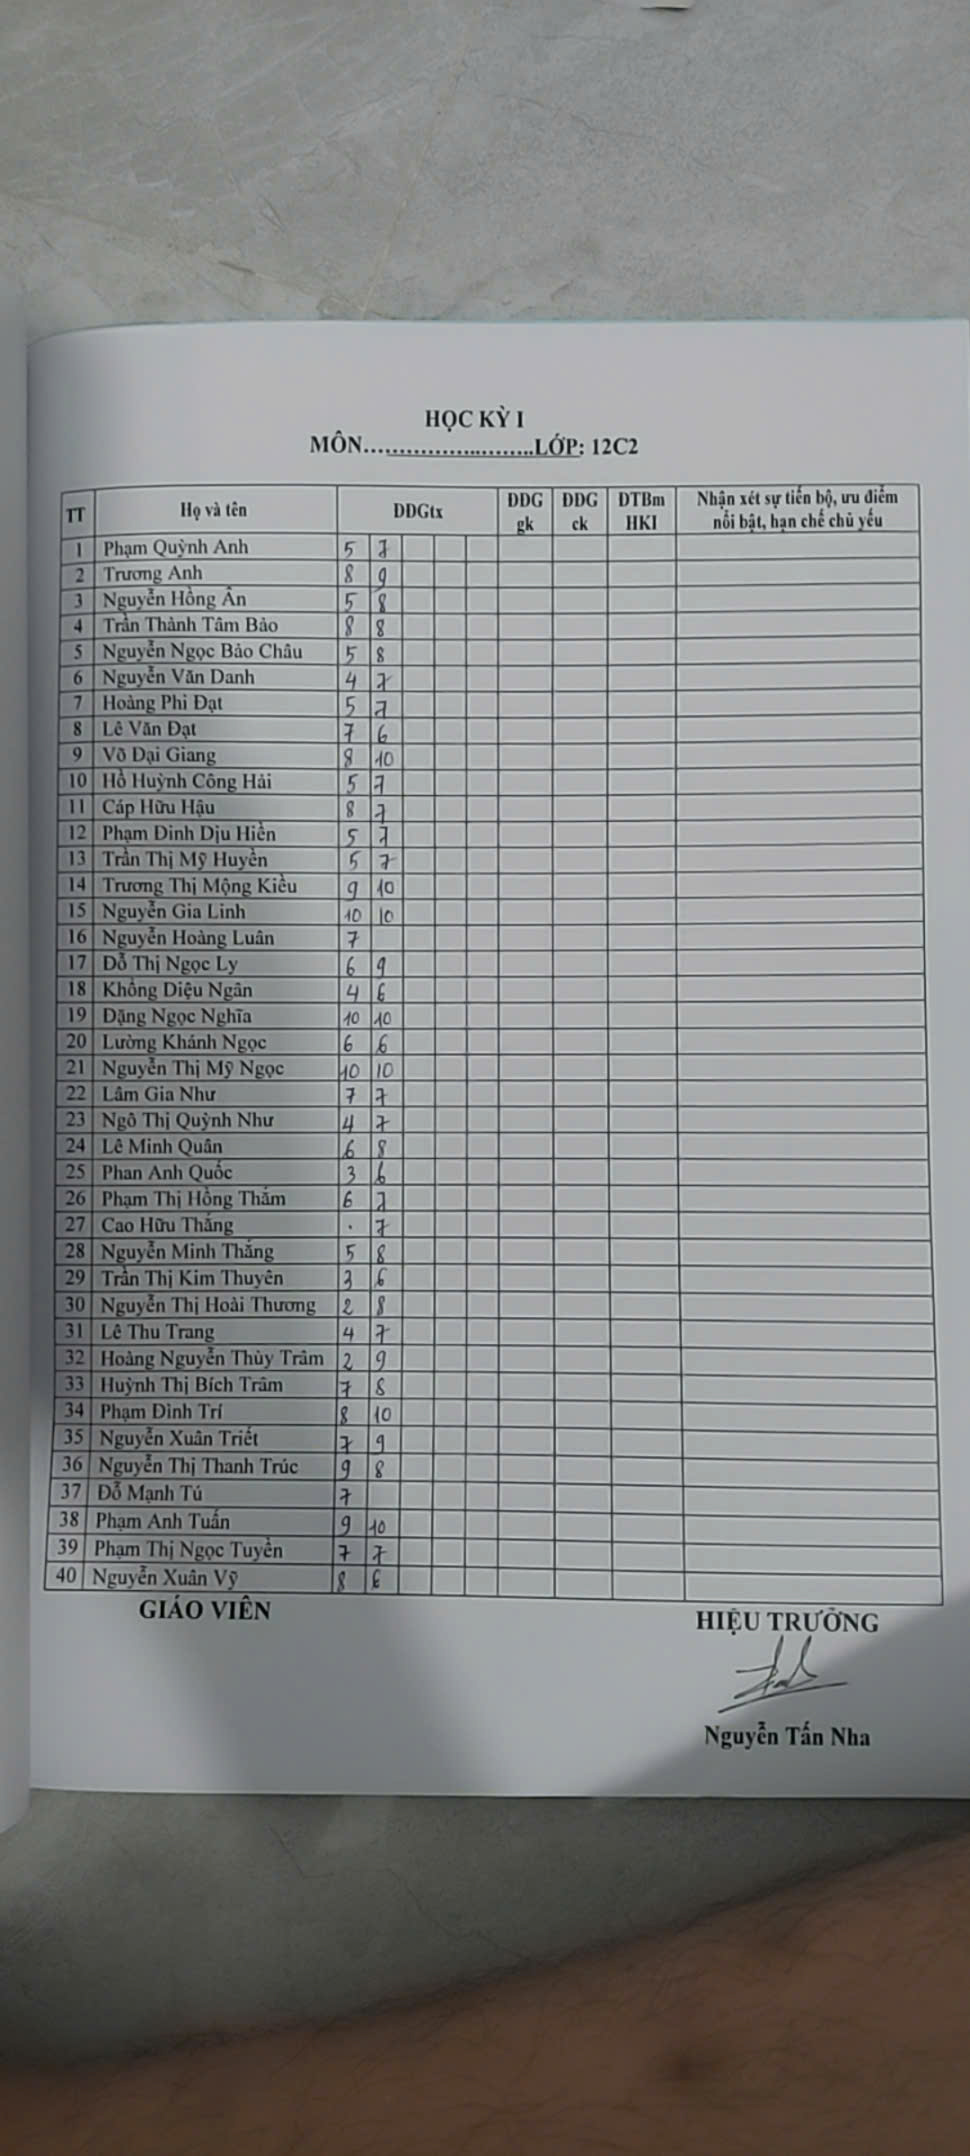 HỌC KỲ I
MÔN..............................LỚP: 12C2
TT Họ và tên ĐĐGtx ĐĐG gk ĐĐG ck ĐTBm HKI Nhận xét sự tiến bộ, ưu điểm nổi bật, hạn chế chủ yếu
1 Phạm Quỳnh Anh 5 7
2 Trương Anh 8 9
3 Nguyễn Hồng Ân 5 8
4 Trần Thành Tâm Bảo 8 8
5 Nguyễn Ngọc Bảo Châu 5 8
6 Nguyễn Văn Danh 4 7
7 Hoàng Phi Đạt 5 7
8 Lê Văn Đạt 7 6
9 Võ Đại Giang 8 10
10 Hồ Huỳnh Công Hải 5 7
11 Cáp Hữu Hậu 8 7
12 Phạm Đinh Dịu Hiền 5 7
13 Trần Thị Mỹ Huyền 5 7
14 Trương Thị Mộng Kiều 9 10
15 Nguyễn Gia Linh 10 10
16 Nguyễn Hoàng Luân 7
17 Đỗ Thị Ngọc Ly 6 9
18 Khổng Diệu Ngân 4 6
19 Đặng Ngọc Nghĩa 10 10
20 Lường Khánh Ngọc 6 6
21 Nguyễn Thị Mỹ Ngọc 10 10
22 Lâm Gia Như 7 7
23 Ngô Thị Quỳnh Như 4 7
24 Lê Minh Quân 6 8
25 Phan Anh Quốc 3 6
26 Phạm Thị Hồng Thắm 6 7
27 Cao Hữu Thắng . 7
28 Nguyễn Minh Thắng 5 8
29 Trần Thị Kim Thuyên 3 6
30 Nguyễn Thị Hoài Thương 2 8
31 Lê Thu Trang 4 7
32 Hoàng Nguyễn Thùy Trâm 2 9
33 Huỳnh Thị Bích Trâm 7 8
34 Phạm Đình Trí 8 10
35 Nguyễn Xuân Triết 7 9
36 Nguyễn Thị Thanh Trúc 9 8
37 Đỗ Mạnh Tú 7
38 Phạm Anh Tuấn 9 10
39 Phạm Thị Ngọc Tuyền 7 7
40 Nguyễn Xuân Vỹ 8 6
GIÁO VIÊN HIỆU TRƯỞNG
Nguyễn Tấn Nha